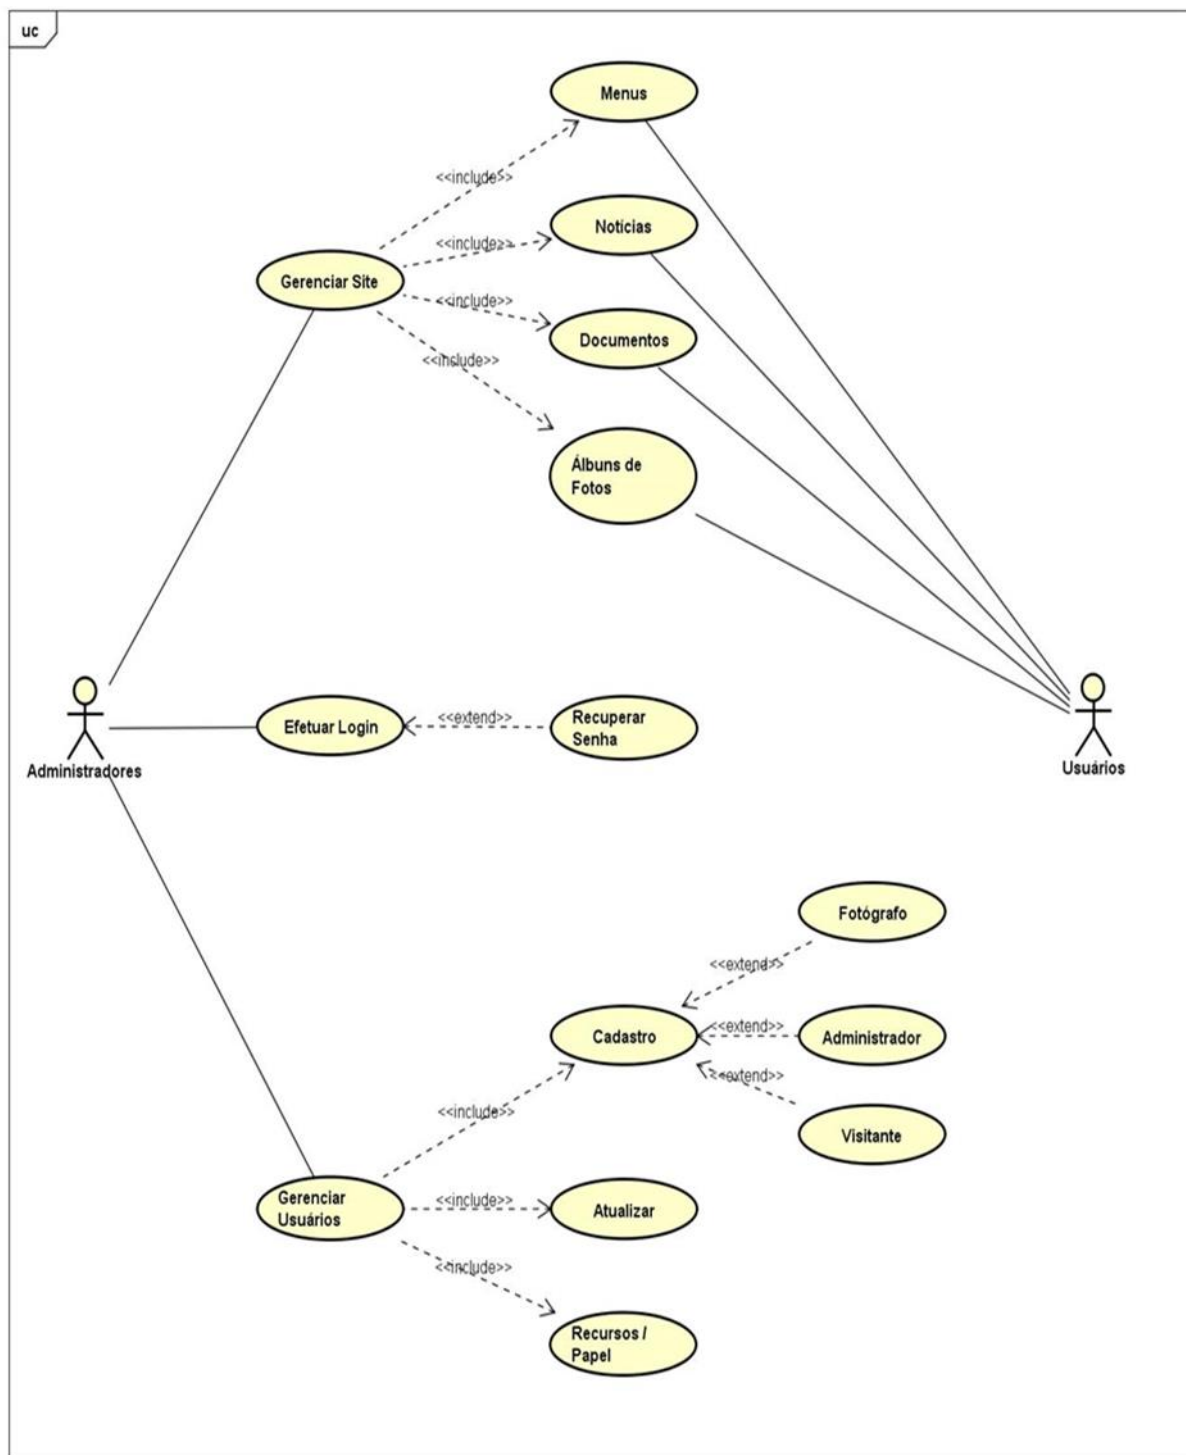 uc
Menus
<<include>>
Notícias
<<include>>
Gerenciar Site
<<include>>
Documentos
<<include>>
Álbuns de
Fotos
Administradores
Efetuar Login
<<extend>>
Recuperar
Senha
Usuários
Fotógrafo
<<extend>>
Cadastro
<<extend>>
Administrador
<<extend>>
<<include>>
Visitante
Gerenciar
Usuários
<<include>>
Atualizar
<<include>>
Recursos /
Papel